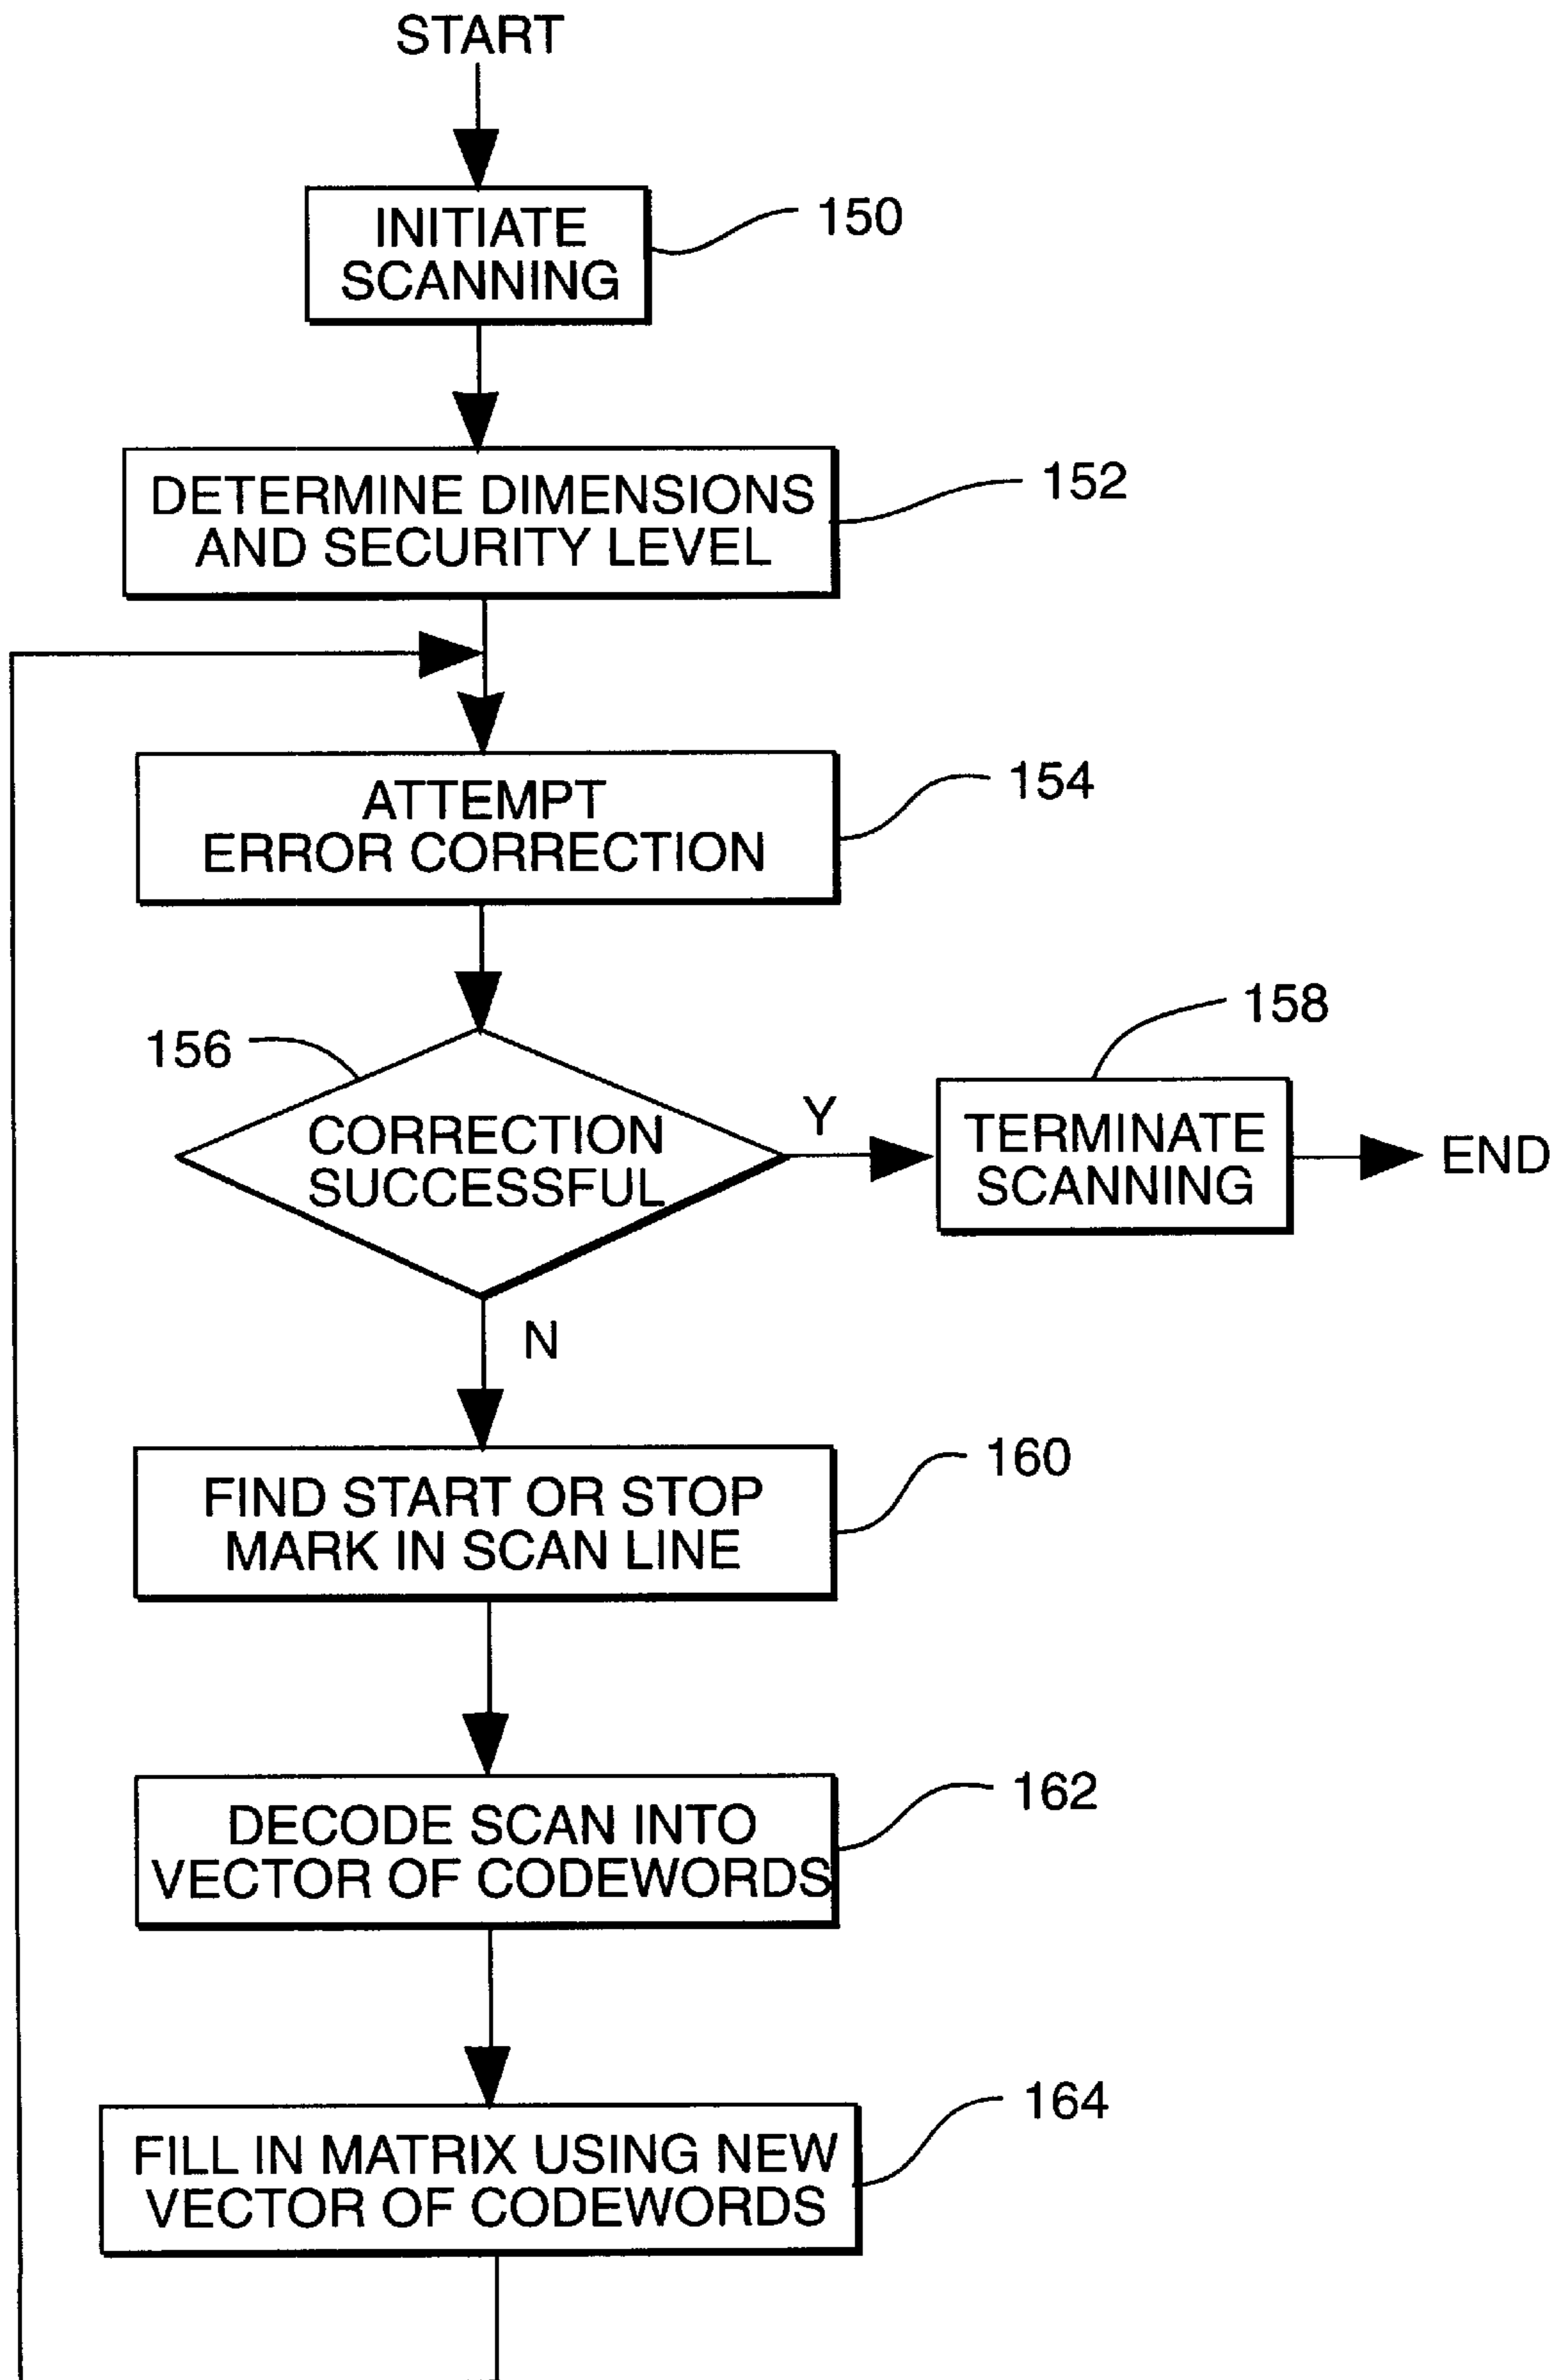 START
INITIATE
SCANNING
150
DETERMINE DIMENSIONS
AND SECURITY LEVEL
152
ATTEMPT
ERROR CORRECTION
154
156
CORRECTION
SUCCESSFUL
Y
158
TERMINATE
SCANNING
END
N
FIND START OR STOP
MARK IN SCAN LINE
160
DECODE SCAN INTO
VECTOR OF CODEWORDS
162
FILL IN MATRIX USING NEW
VECTOR OF CODEWORDS
164